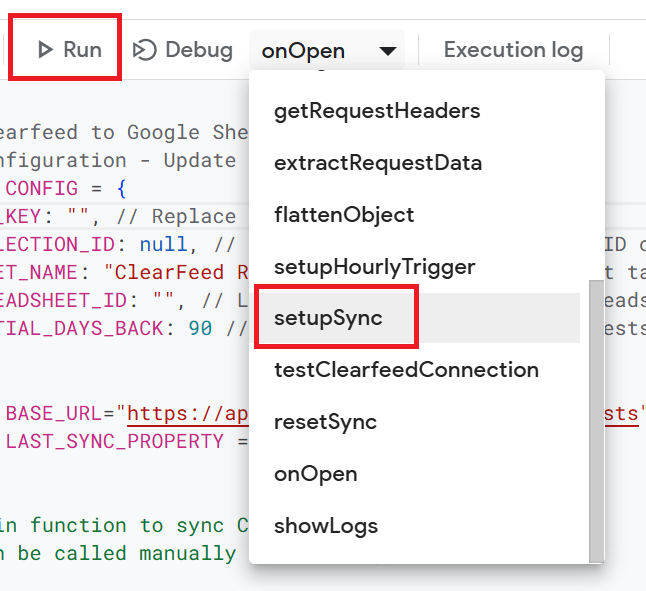 Run Debug onOpen Execution log
getRequestHeaders
earfeed to Google She
extractRequestData
nfiguration - Update
CONFIG = {
flattenObject
_KEY: "", // Replace
LECTION_ID: null, // ID
setupHourlyTrigger
ET_NAME: "ClearFeed R t ta
EADSHEET_ID: "", // L eads
setupSync
TIAL_DAYS_BACK: 90 // ests
testClearfeedConnection
BASE_URL="https://ap sts"
resetSync
LAST_SYNC_PROPERTY =
onOpen
in function to sync C
showLogs
n be called manually